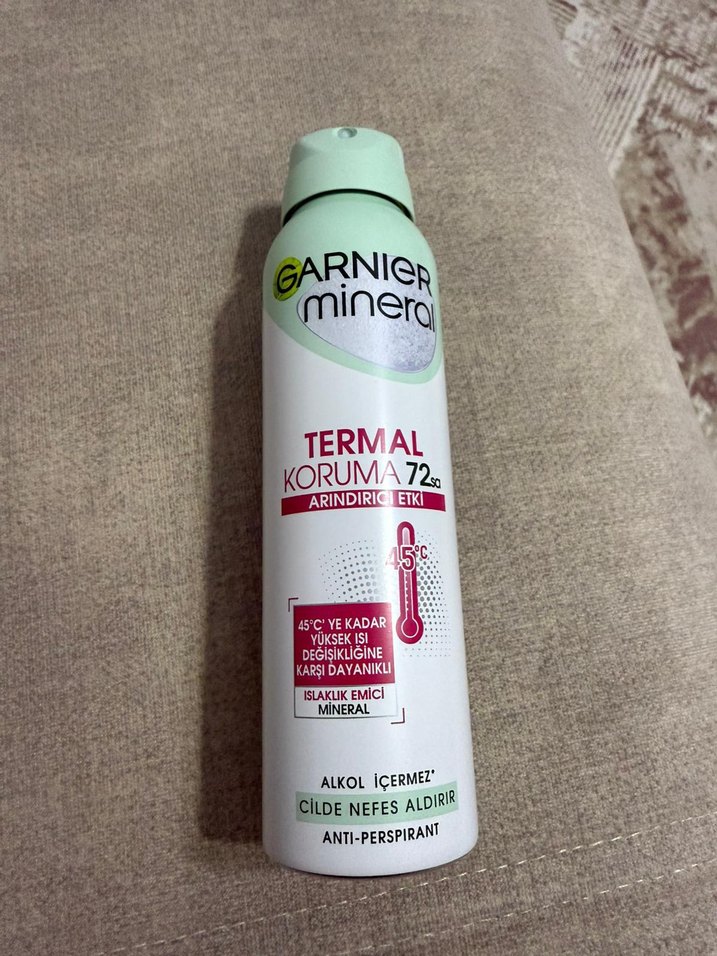 GARNIER
mineral
TERMAL
KORUMA 72sa
ARINDIRICI ETKİ
45°C
45°C' YE KADAR
YÜKSEK ISI
DEĞİŞİKLİĞİNE
KARŞI DAYANIKLI
ISLAKLIK EMİCİ
MİNERAL
ALKOL İÇERMEZ*
CİLDE NEFES ALDIRIR
ANTI-PERSPIRANT